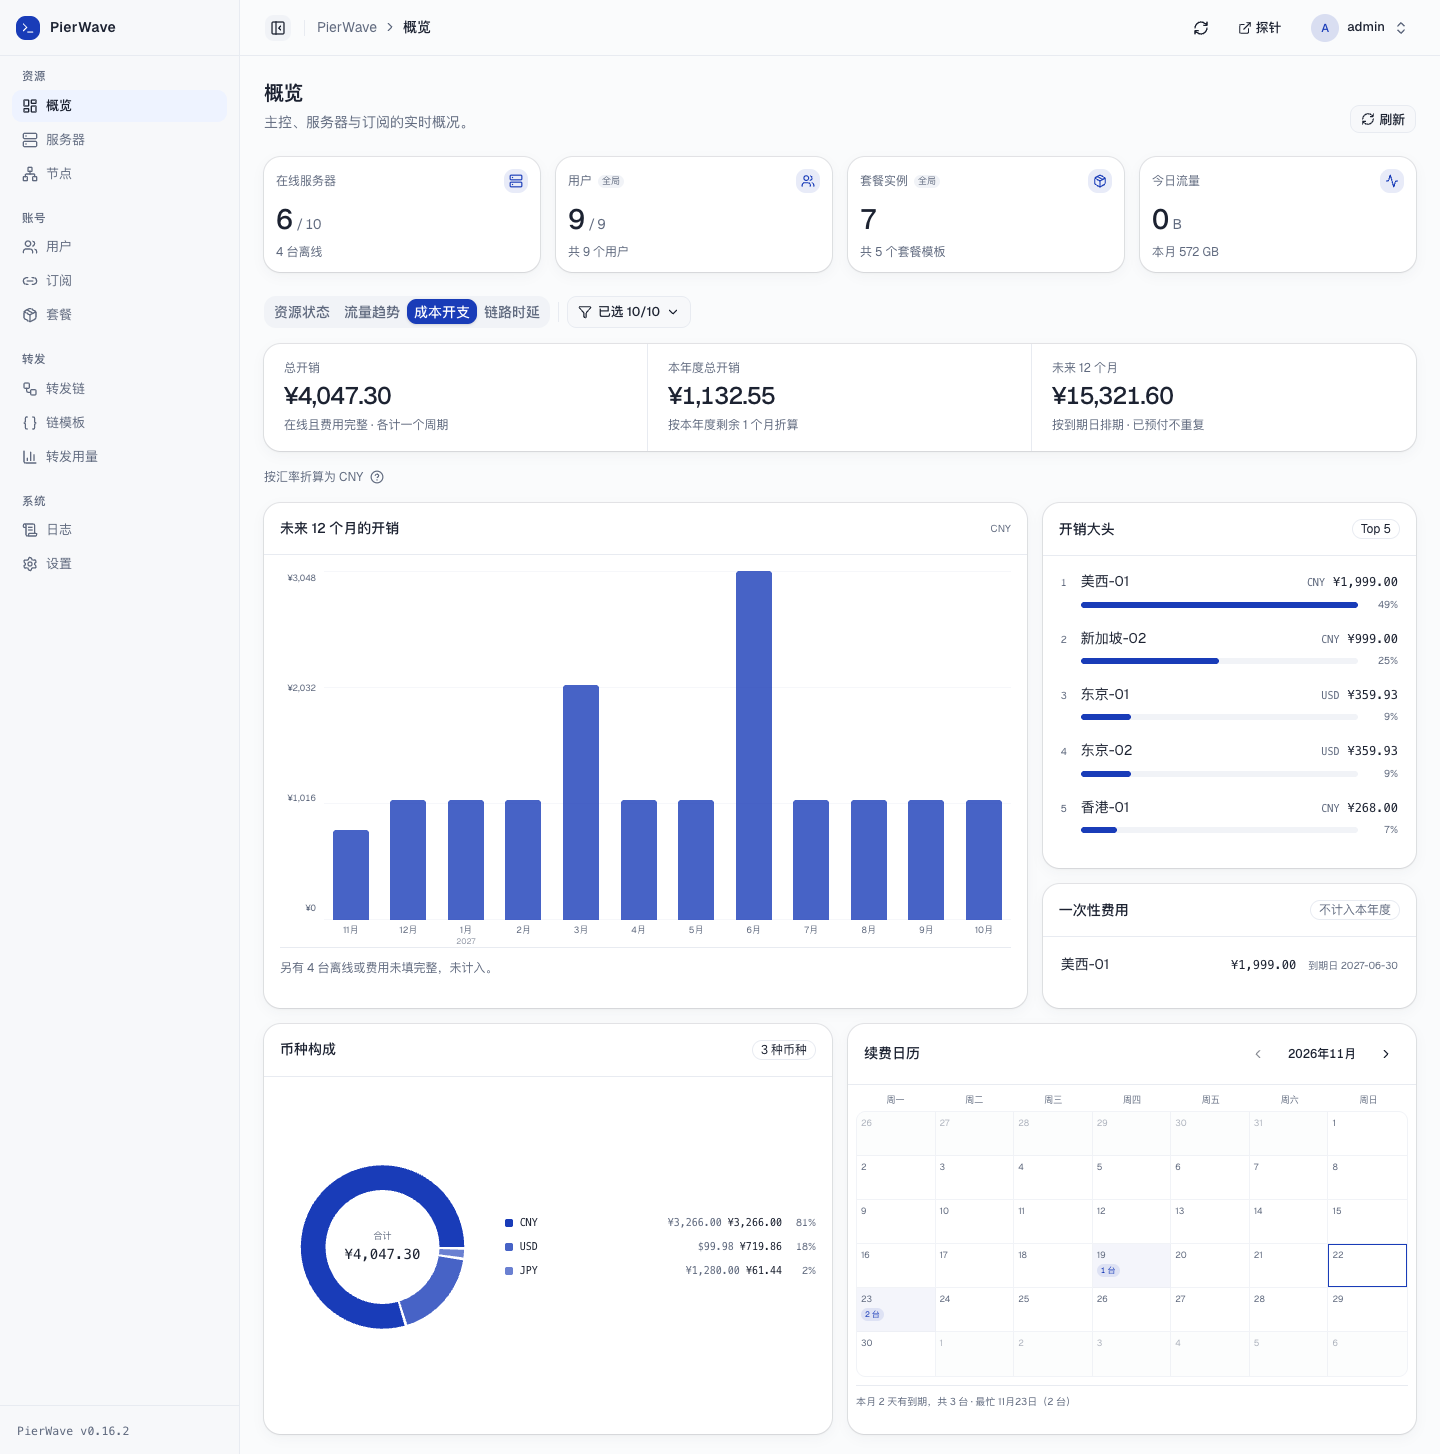 PierWave
PierWave > 概览
探针
A admin
资源
概览
服务器
节点
账号
用户
订阅
套餐
转发
转发链
链模板
转发用量
系统
日志
设置
PierWave v0.16.2
概览
主控、服务器与订阅的实时概况。
刷新
在线服务器
6 / 10
4 台离线
用户 全局
9 / 9
共 9 个用户
套餐实例 全局
7
共 5 个套餐模板
今日流量
0 B
本月 572 GB
资源状态 流量趋势 成本开支 链路时延 已选 10/10
总开销
¥4,047.30
在线且费用完整 · 各计一个周期
本年度总开销
¥1,132.55
按本年度剩余 1 个月折算
未来 12 个月
¥15,321.60
按到期日排期 · 已预付不重复
按汇率折算为 CNY
未来 12 个月的开销 CNY
¥3,048
¥2,032
¥1,016
¥0
11月 12月 1月 2月 3月 4月 5月 6月 7月 8月 9月 10月
2027
另有 4 台离线或费用未填完整，未计入。
开销大头 Top 5
1 美西-01 CNY ¥1,999.00
49%
2 新加坡-02 CNY ¥999.00
25%
3 东京-01 USD ¥359.93
9%
4 东京-02 USD ¥359.93
9%
5 香港-01 CNY ¥268.00
7%
一次性费用 不计入本年度
美西-01 ¥1,999.00 到期日 2027-06-30
币种构成 3 种币种
合计
¥4,047.30
CNY ¥3,266.00 ¥3,266.00 81%
USD $99.98 ¥719.86 18%
JPY ¥1,280.00 ¥61.44 2%
续费日历 2026年11月
周一 周二 周三 周四 周五 周六 周日
26 27 28 29 30 31 1
2 3 4 5 6 7 8
9 10 11 12 13 14 15
16 17 18 19 20 21 22
1 台
23 24 25 26 27 28 29
2 台
30 1 2 3 4 5 6
本月 2 天有到期，共 3 台 · 最忙 11月23日（2 台）